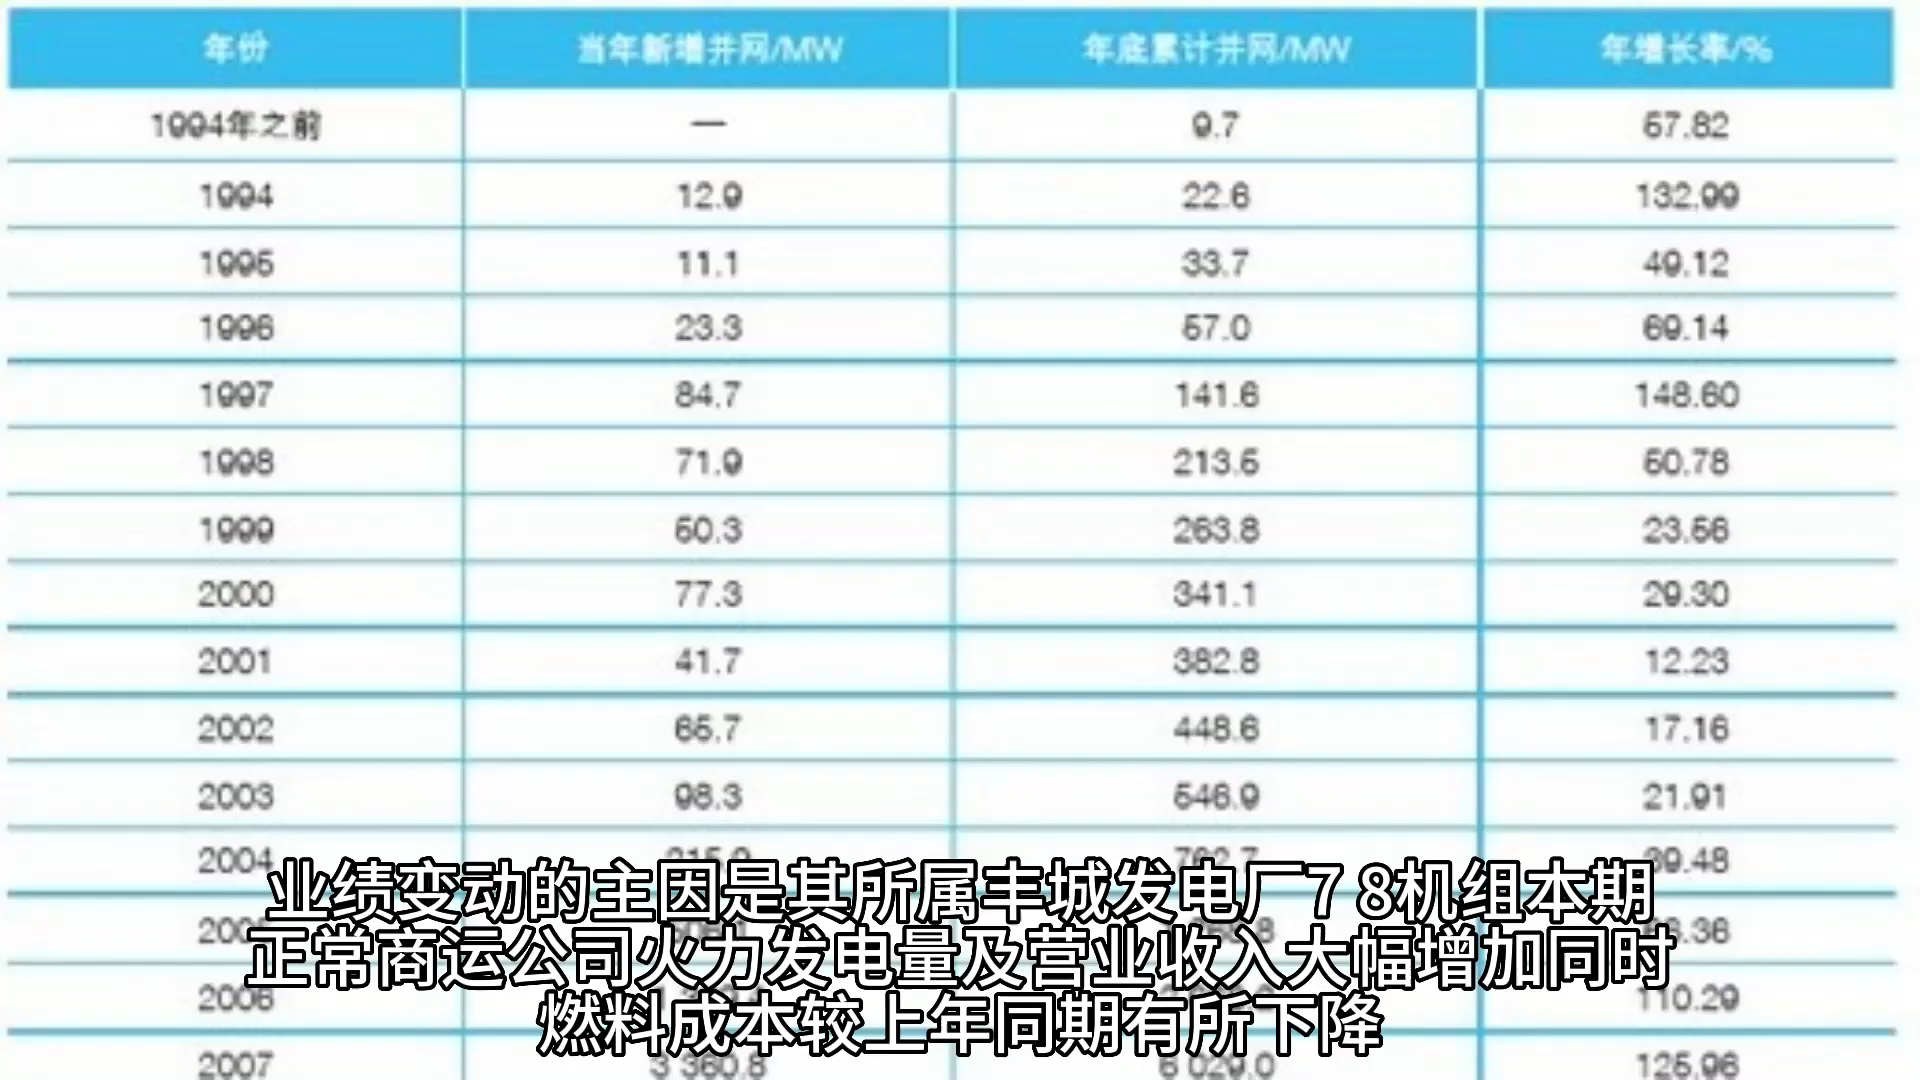 年份 当年新增并网/MW 年底累计并网/MW 年增长率/%
1994年之前 — 9.7 57.82
1994 12.9 22.6 132.99
1995 11.1 33.7 49.12
1996 23.3 57.0 69.14
1997 84.7 141.6 148.60
1998 71.9 213.5 50.78
1999 50.3 263.8 23.56
2000 77.3 341.1 29.30
2001 41.7 382.8 12.23
2002 65.7 448.6 17.16
2003 98.3 546.9 21.91
2004
业绩变动的主因是其所属丰城发电厂7 8机组本期
正常商运公司火力发电量及营业收入大幅增加同时
2006 110.29
燃料成本较上年同期有所下降
2007 3 360.8 6 029.0 125.96